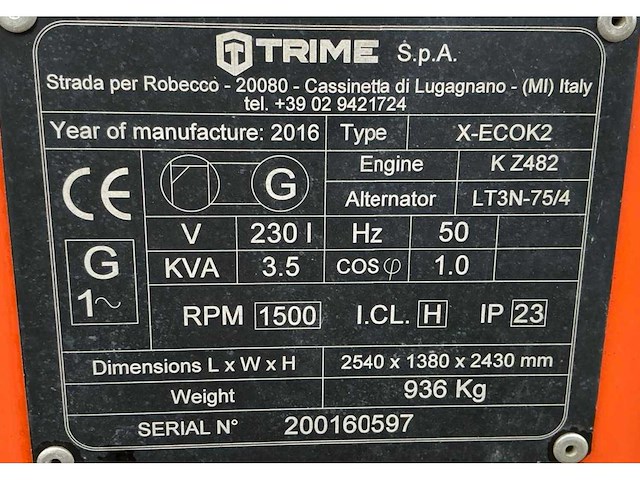 TRIME S.p.A.
Strada per Robecco - 20080 - Cassinetta di Lugagnano - (MI) Italy
tel. +39 02 9421724
Year of manufacture: 2016 Type X-ECOK2
Engine K Z482
CE G Alternator LT3N-75/4
V 230 I Hz 50
G KVA 3.5 COS φ 1.0
1~ RPM 1500 I.CL. H IP 23
Dimensions L x W x H 2540 x 1380 x 2430 mm
Weight 936 Kg
SERIAL N° 200160597